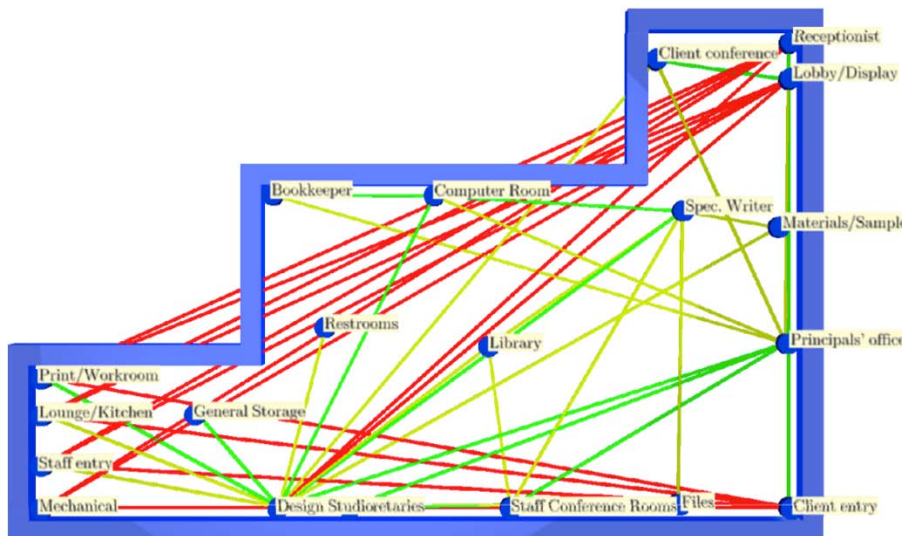 Receptionist
Client conference
Lobby/Display
Bookkeeper
Computer Room
Spec. Writer
Materials/Sample
Restrooms
Library
Principals' office
Print/Workroom
Lounge/Kitchen
General Storage
Staff entry
Mechanical
Design Studioretaries
Staff Conference Rooms
Files
Client entry